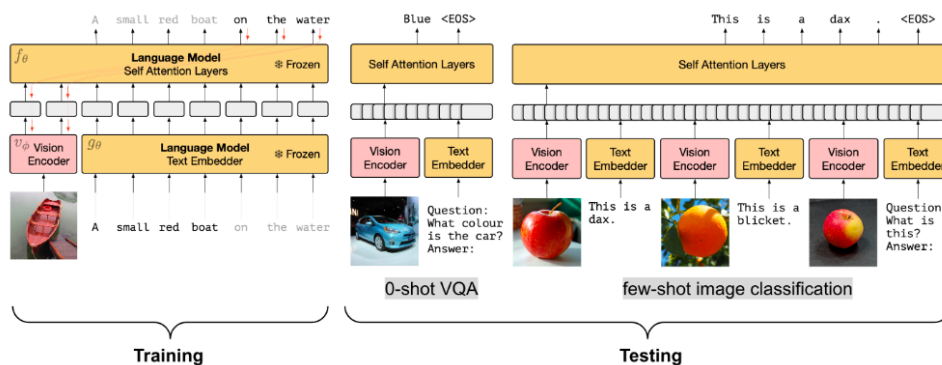 A small red boat on the water
fθ
Language Model
Self Attention Layers
❄ Frozen
vϕ Vision
Encoder
gθ
Language Model
Text Embedder
❄ Frozen
A small red boat on the water
Training
Blue <EOS>
Self Attention Layers
Vision
Encoder
Text
Embedder
Question:
What colour
is the car?
Answer:
0-shot VQA
This is a dax . <EOS>
Self Attention Layers
Vision
Encoder
Text
Embedder
Vision
Encoder
Text
Embedder
Vision
Encoder
Text
Embedder
This is a
dax.
This is a
blicket.
Question
What is
this?
Answer:
few-shot image classification
Testing